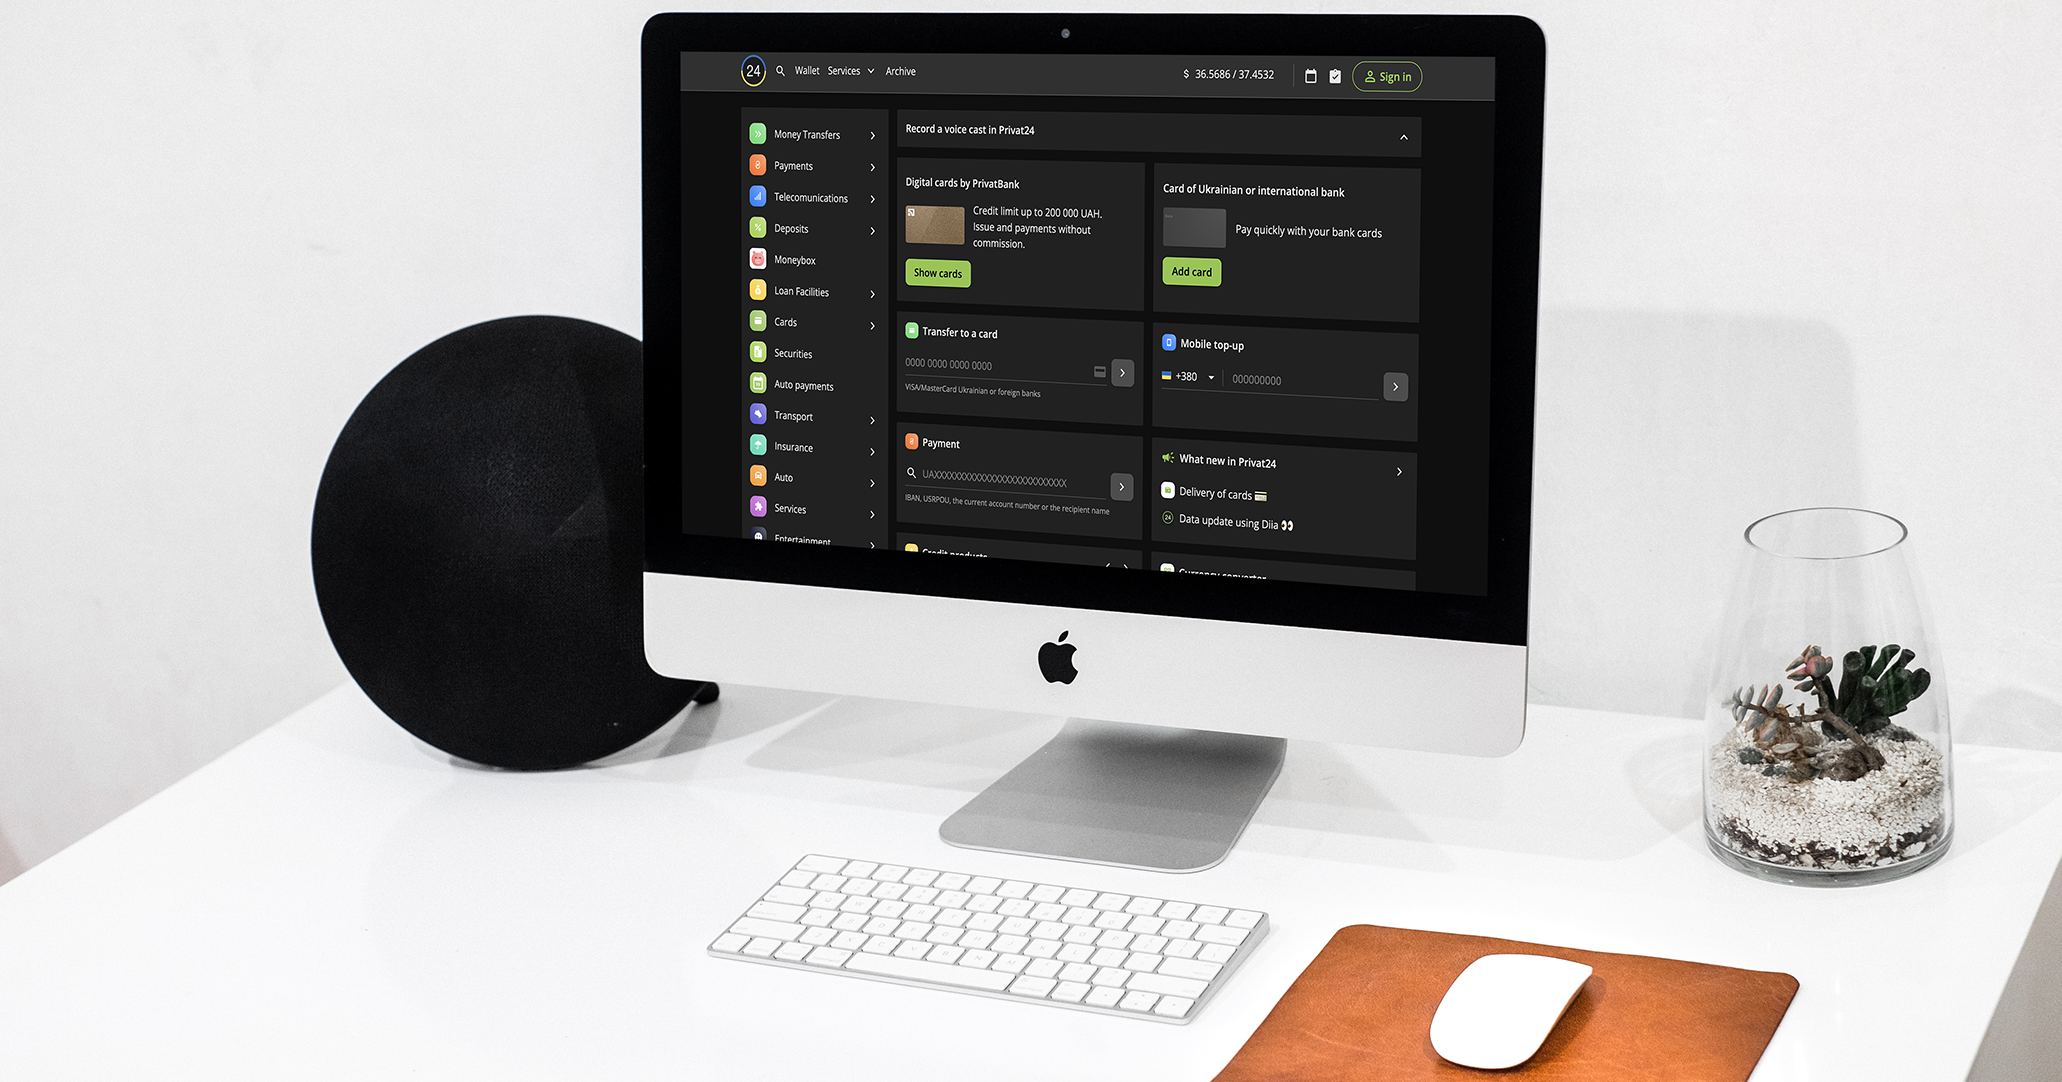 24 Wallet Services Archive $ 36.5686 / 37.4532 Sign in
Money Transfers
Payments
Telecomunications
Deposits
Moneybox
Loan Facilities
Cards
Securities
Auto payments
Transport
Insurance
Auto
Services
Entertainment
Record a voice cast in Privat24
Digital cards by PrivatBank
Credit limit up to 200 000 UAH.
Issue and payments without
commission.
Show cards
Card of Ukrainian or international bank
Pay quickly with your bank cards
Add card
Transfer to a card
0000 0000 0000 0000
VISA/MasterCard Ukrainian or foreign banks
Mobile top-up
+380 000000000
Payment
UAXXXXXXXXXXXXXXXXXXXXXXXXXXX
IBAN, USRPOU, the current account number or the recipient name
What new in Privat24
Delivery of cards
24 Data update using Diia
Credit products
Currency converter